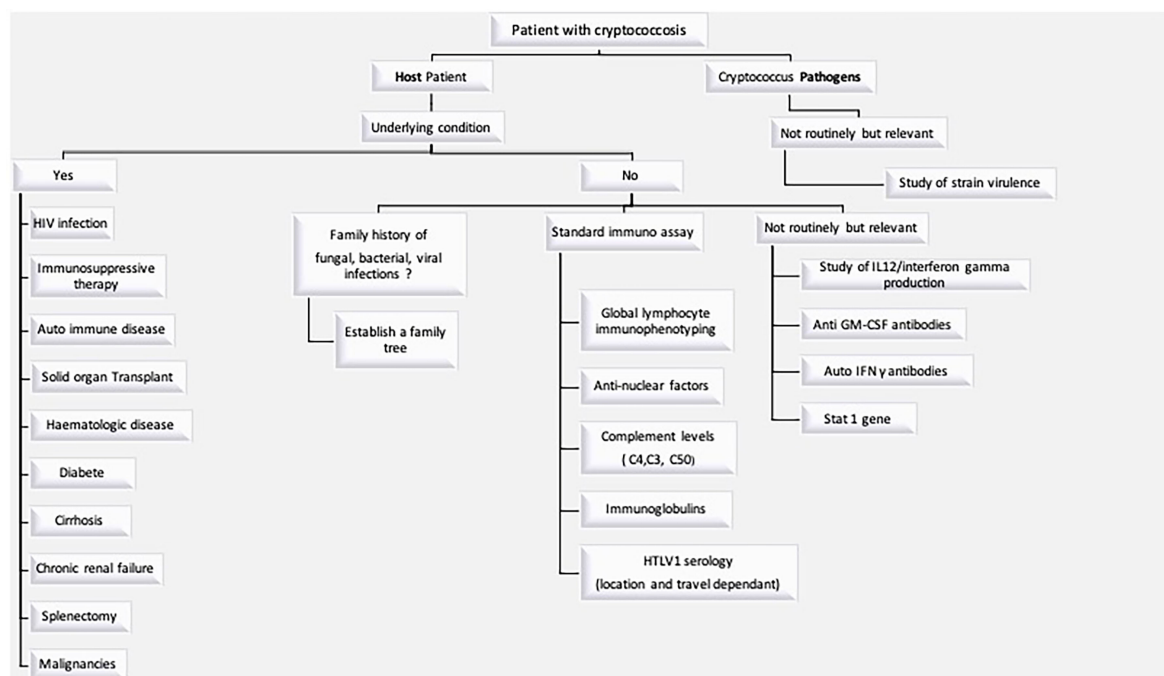 Patient with cryptococcosis
Host Patient
Cryptococcus Pathogens
Underlying condition
Not routinely but relevant
Study of strain virulence
Yes
No
HIV infection
Immunosuppressive
therapy
Auto immune disease
Solid organ Transplant
Haematologic disease
Diabete
Cirrhosis
Chronic renal failure
Splenectomy
Malignancies
Family history of
fungal, bacterial, viral
infections ?
Establish a family
tree
Standard immuno assay
Global lymphocyte
immunophenotyping
Anti-nuclear factors
Complement levels
( C4,C3, C50)
Immunoglobulins
HTLV1 serology
(location and travel dependant)
Not routinely but relevant
Study of IL12/interferon gamma
production
Anti GM-CSF antibodies
Auto IFN γ antibodies
Stat 1 gene